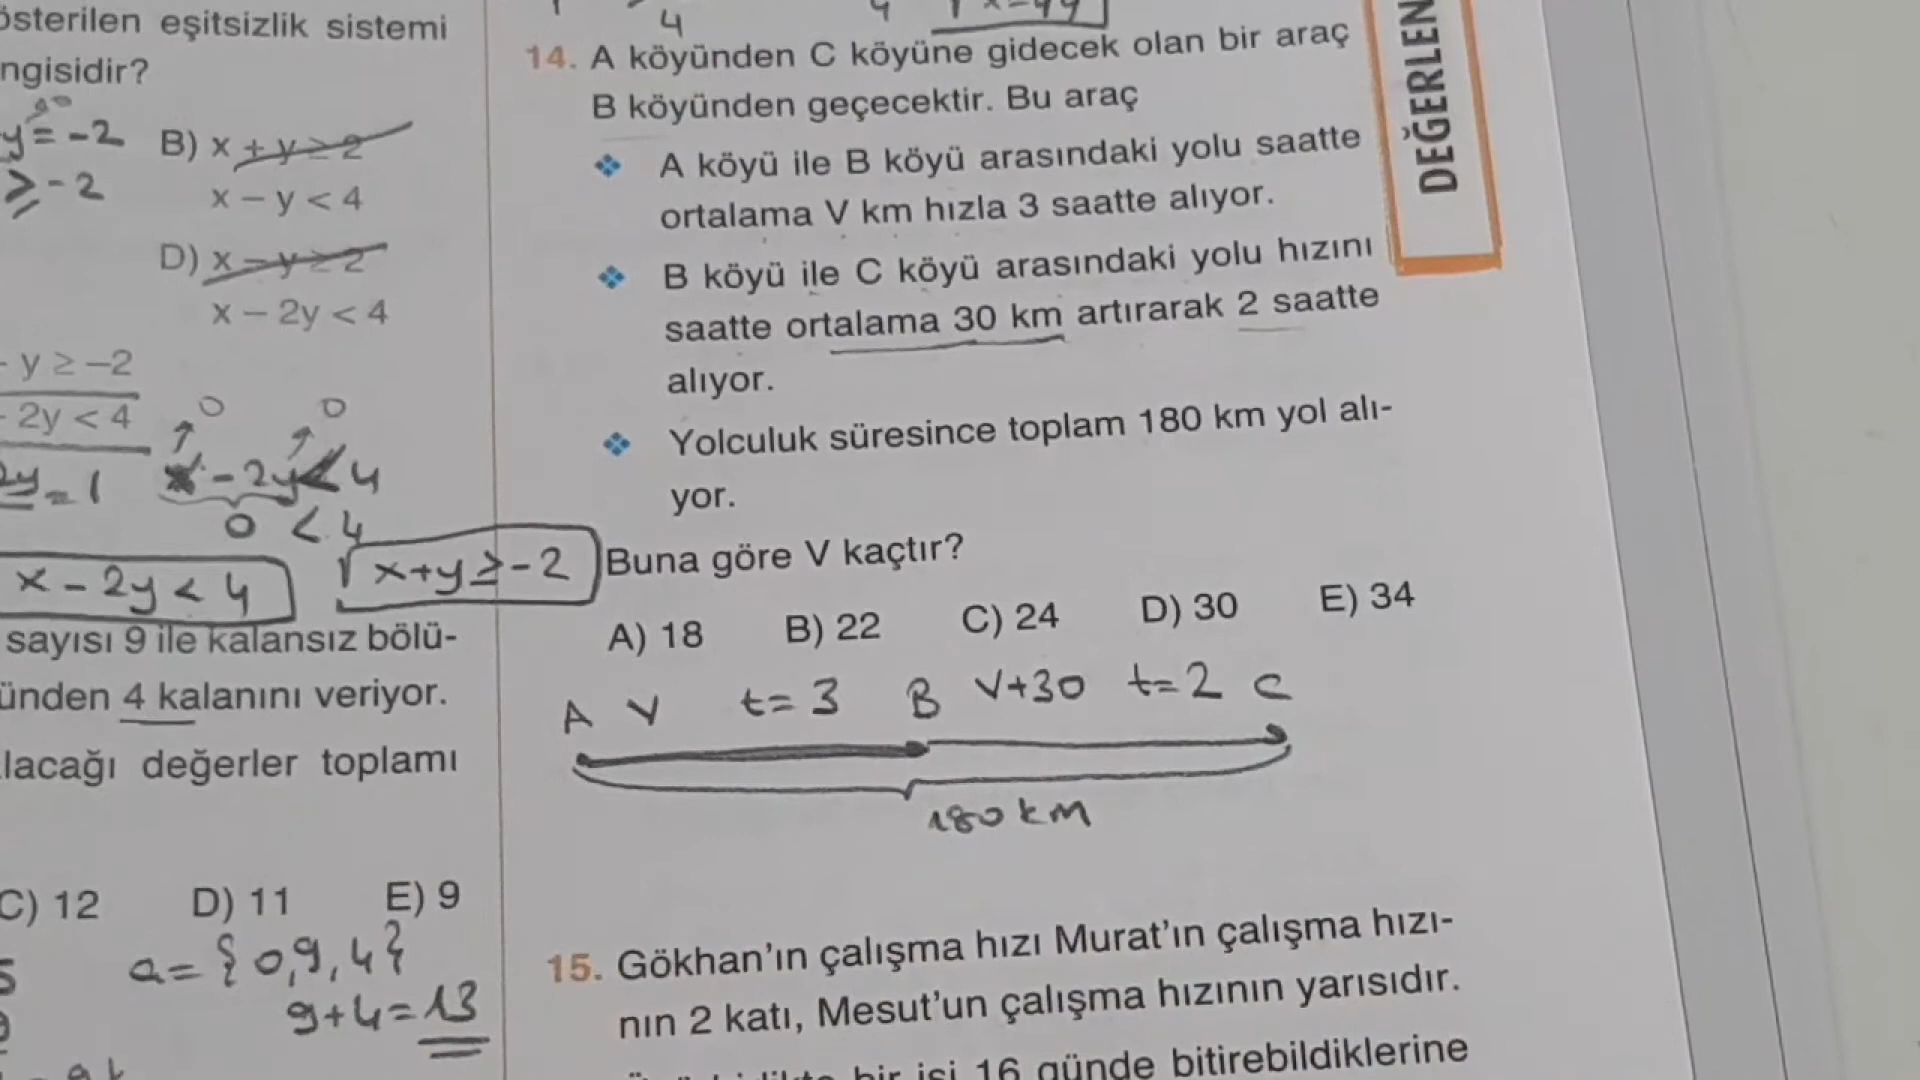 österilen eşitsizlik sistemi
ngisidir?
y = -2
≥ -2
B) x + y ≥ 2
x – y < 4
D) x – y ≥ 2
x – 2y < 4
- y ≥ –2
- 2y < 4
2y = 1
0 0
x - 2y < 4
0 < 4
x - 2y < 4
x+y ≥ -2
sayısı 9 ile kalansız bölü-
ünden 4 kalanını veriyor.
lacağı değerler toplamı
C) 12 D) 11 E) 9
a = {0,9,4}
9+4=13
4
14. A köyünden C köyüne gidecek olan bir araç
B köyünden geçecektir. Bu araç
❖ A köyü ile B köyü arasındaki yolu saatte
ortalama V km hızla 3 saatte alıyor.
❖ B köyü ile C köyü arasındaki yolu hızını
saatte ortalama 30 km artırarak 2 saatte
alıyor.
❖ Yolculuk süresince toplam 180 km yol alı-
yor.
Buna göre V kaçtır?
A) 18 B) 22 C) 24 D) 30 E) 34
A V t=3 B V+30 t=2 C
180 km
15. Gökhan'ın çalışma hızı Murat'ın çalışma hızı-
nın 2 katı, Mesut'un çalışma hızının yarısıdır.
bir işi 16 günde bitirebildiklerine
DEĞERLEN